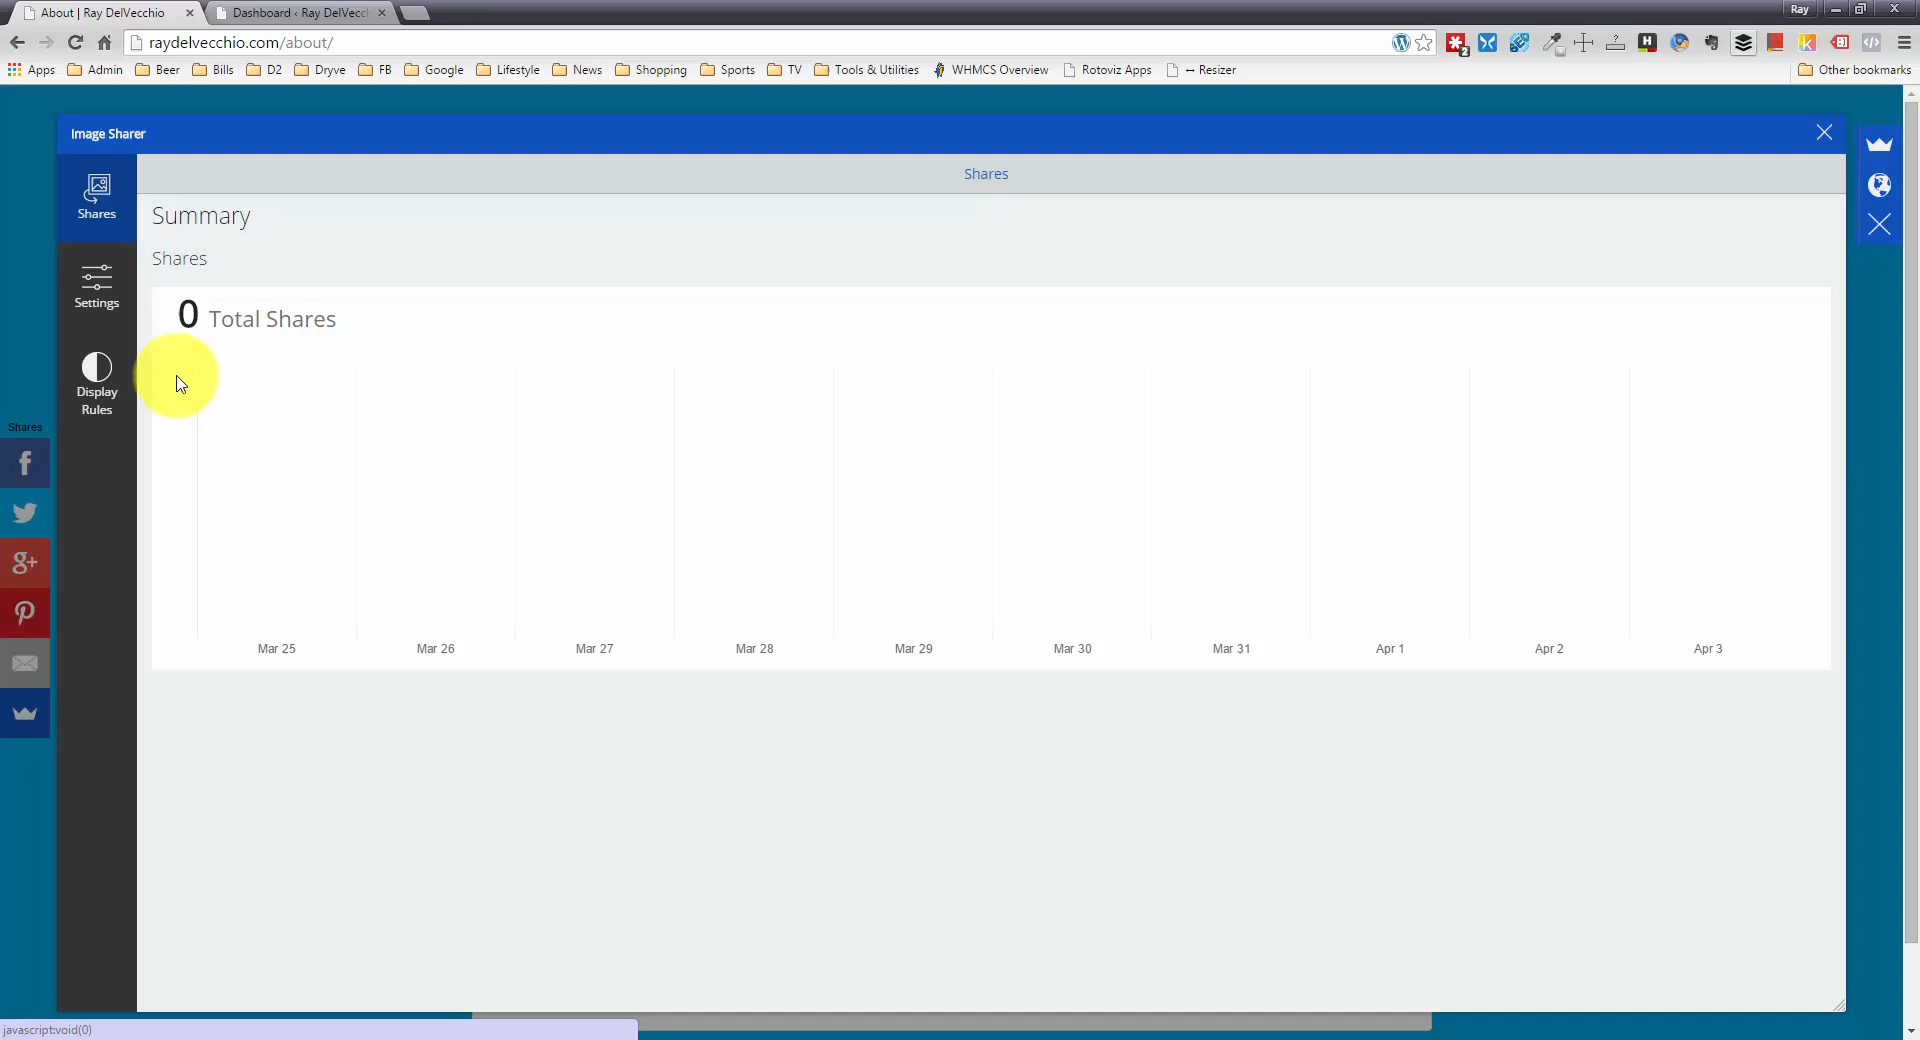 About | Ray DelVecchio
Dashboard ‹ Ray DelVecc
Ray
raydelvecchio.com/about/
2
H
Apps
Admin
Beer
Bills
D2
Dryve
FB
Google
Lifestyle
News
Shopping
Sports
TV
Tools & Utilities
WHMCS Overview
Rotoviz Apps
↔ Resizer
Other bookmarks
Image Sharer
Shares
Settings
Display
Rules
Shares
Summary
Shares
0 Total Shares
Mar 25
Mar 26
Mar 27
Mar 28
Mar 29
Mar 30
Mar 31
Apr 1
Apr 2
Apr 3
Shares
javascript:void(0)